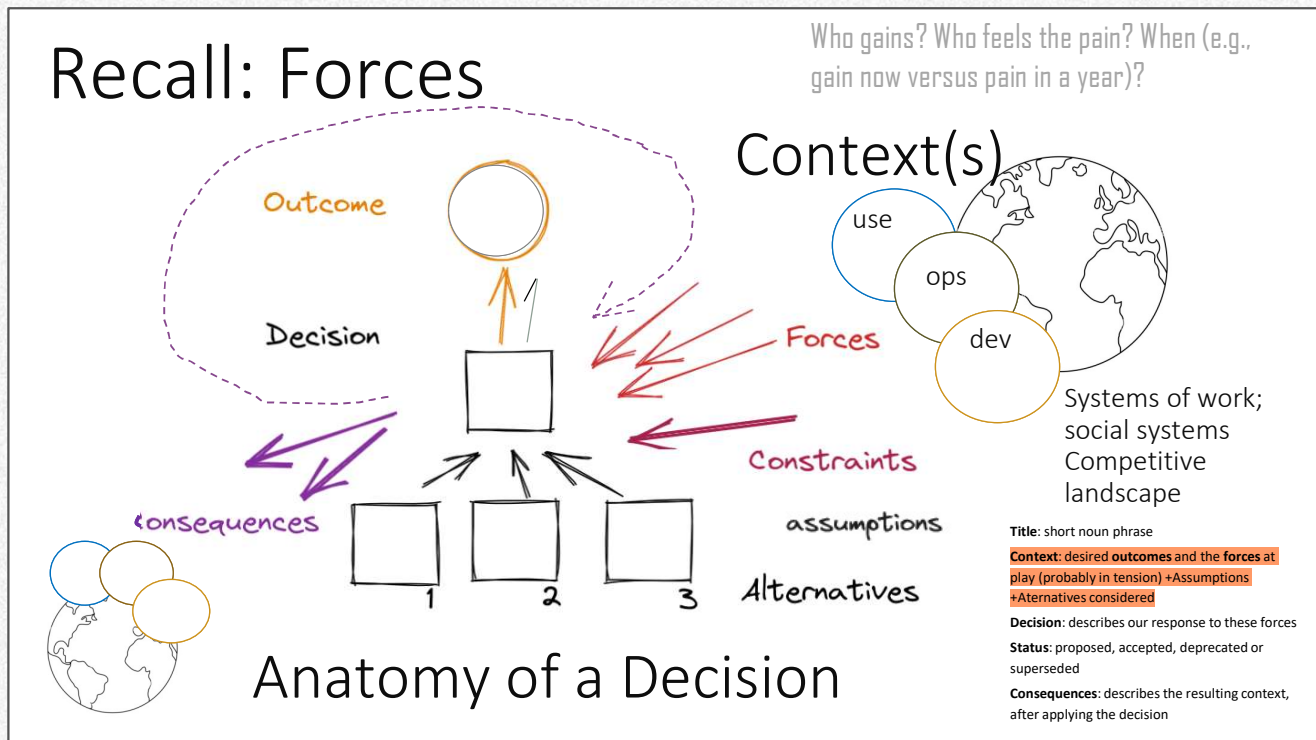 Recall: Forces
Who gains? Who feels the pain? When (e.g.,
gain now versus pain in a year)?
Context(s)
Outcome
use
ops
dev
Decision
Forces
Systems of work;
social systems
Competitive
landscape
Constraints
Consequences
assumptions
1
2
3
Alternatives
Title: short noun phrase
Context: desired outcomes and the forces at
play (probably in tension) +Assumptions
+Aternatives considered
Decision: describes our response to these forces
Status: proposed, accepted, deprecated or
superseded
Consequences: describes the resulting context,
after applying the decision
Anatomy of a Decision